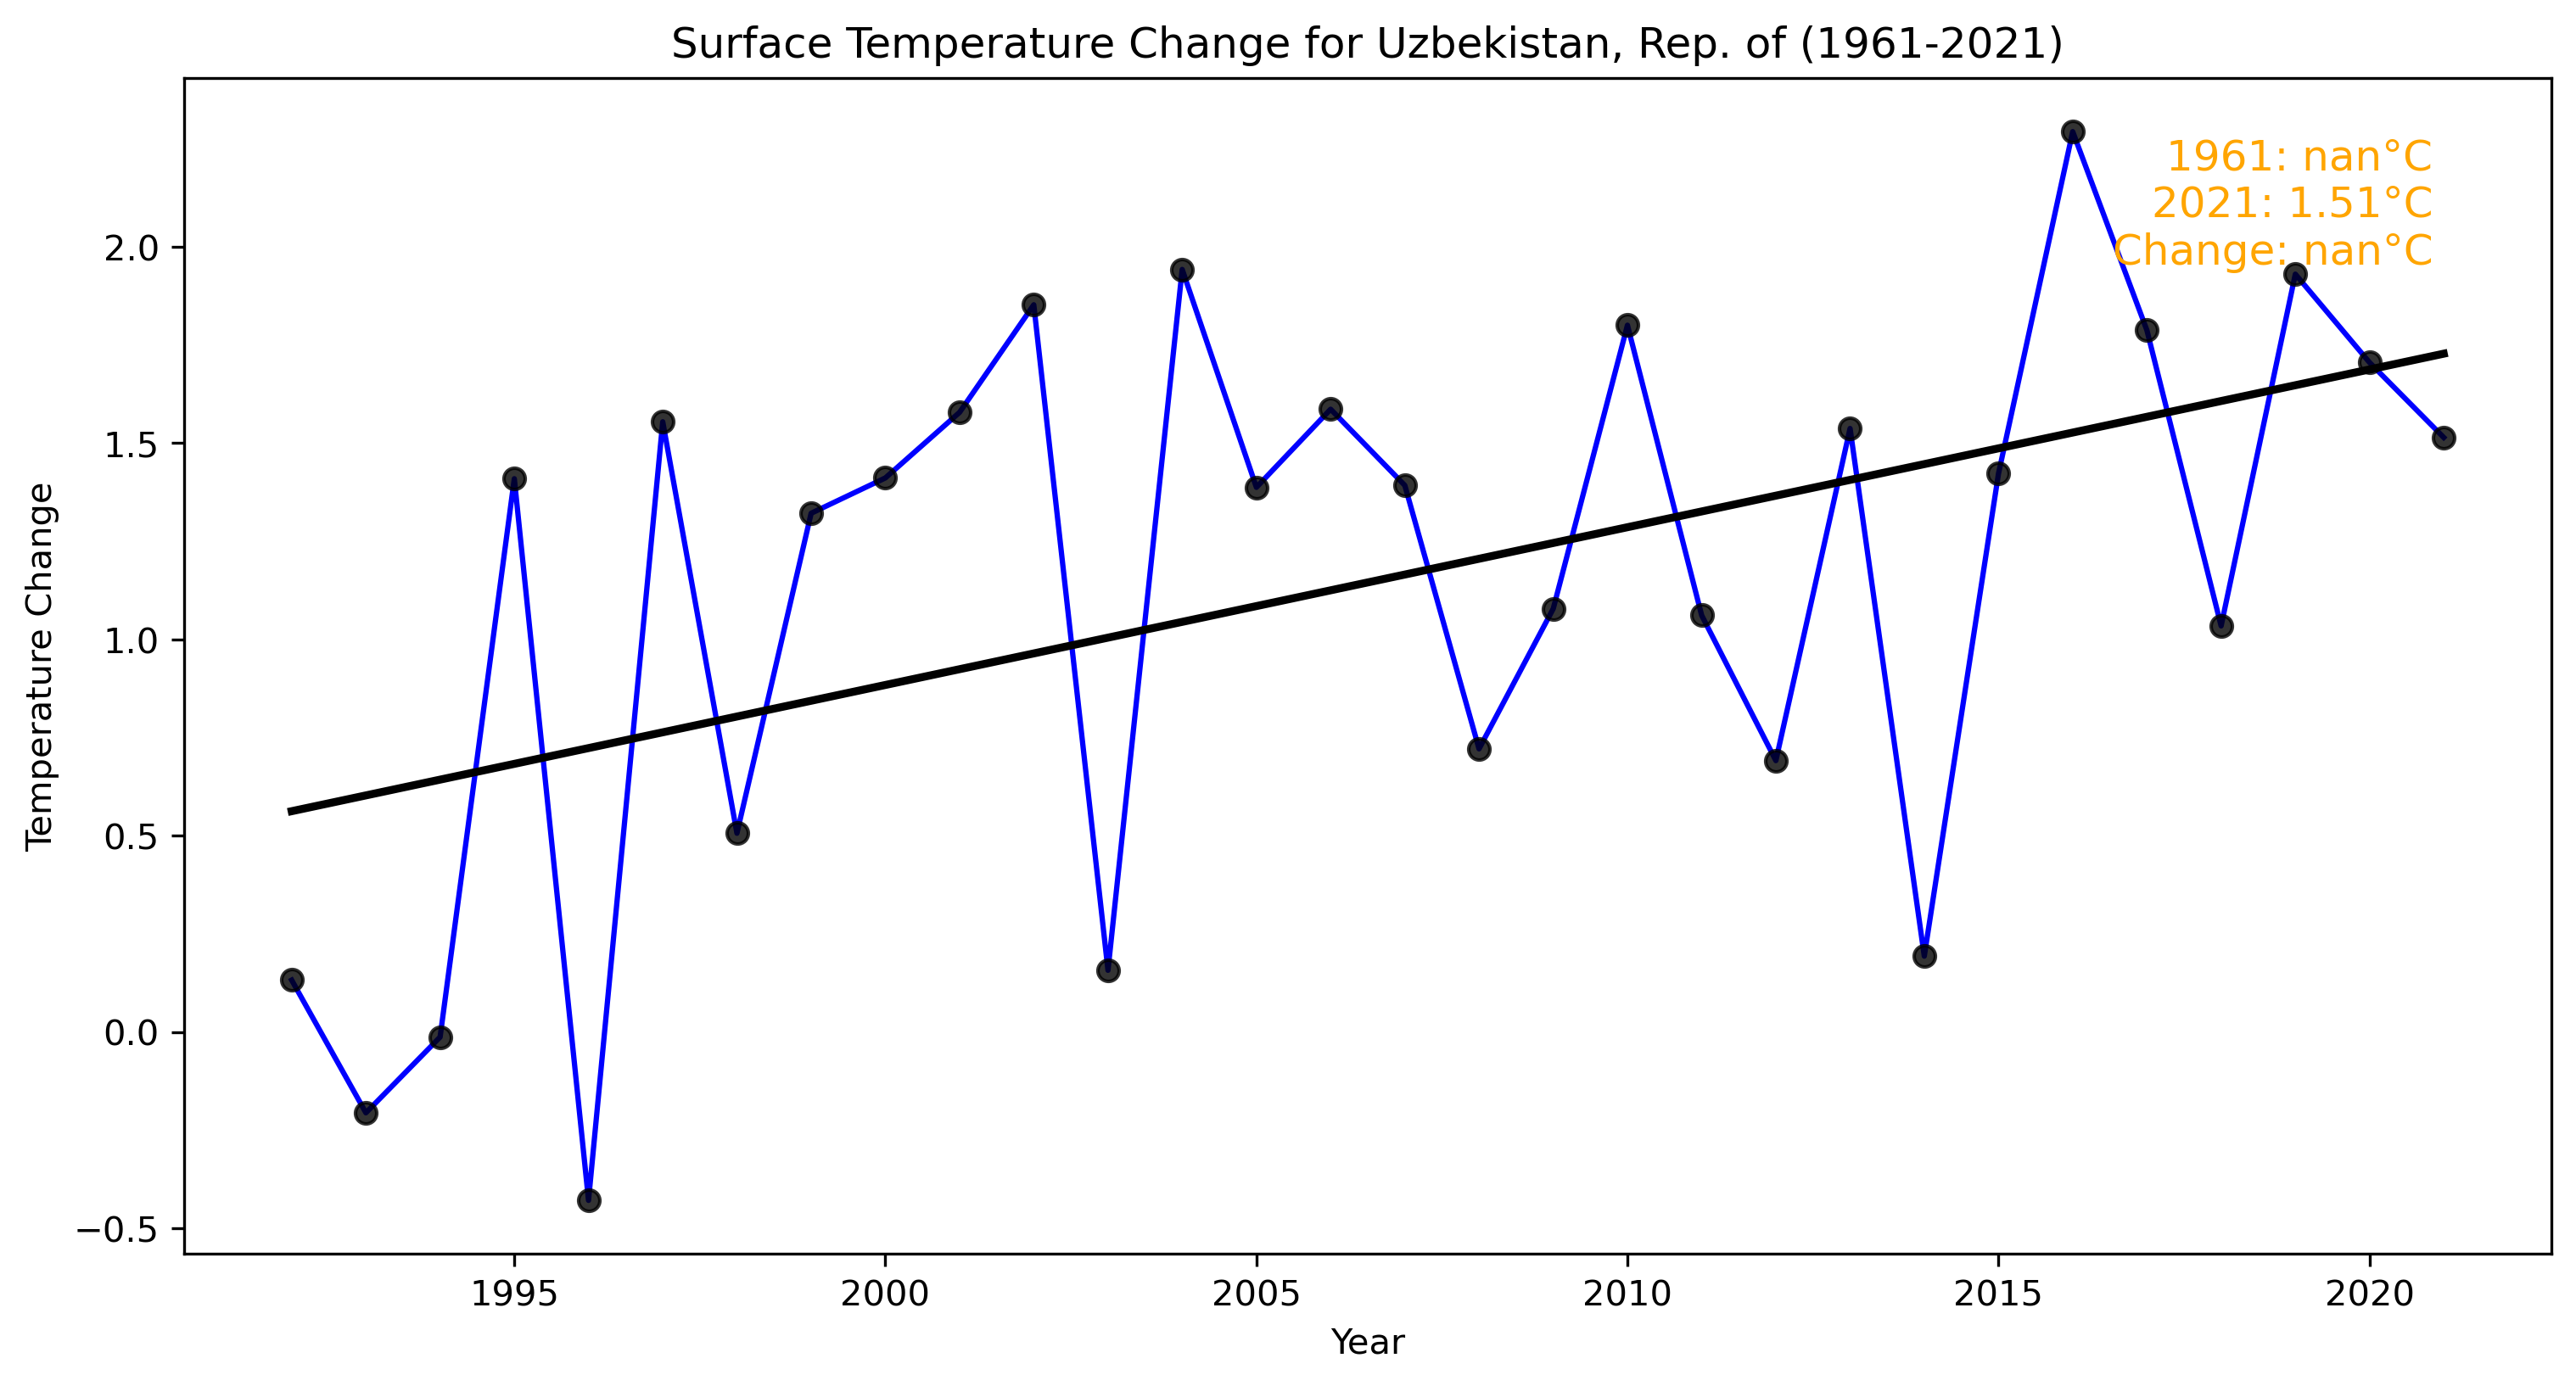 Surface Temperature Change for Uzbekistan, Rep. of (1961-2021)
1961: nan°C
2021: 1.51°C
Change: nan°C
Temperature Change
2.0
1.5
1.0
0.5
0.0
−0.5
1995
2000
2005
2010
2015
2020
Year